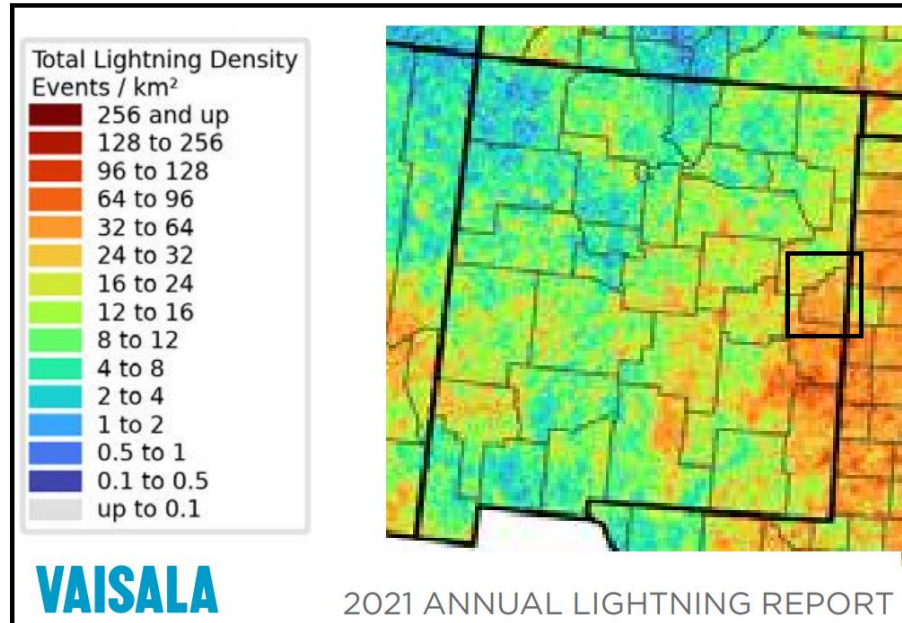 Total Lightning Density
Events / km²
256 and up
128 to 256
96 to 128
64 to 96
32 to 64
24 to 32
16 to 24
12 to 16
8 to 12
4 to 8
2 to 4
1 to 2
0.5 to 1
0.1 to 0.5
up to 0.1
VAISALA
2021 ANNUAL LIGHTNING REPORT